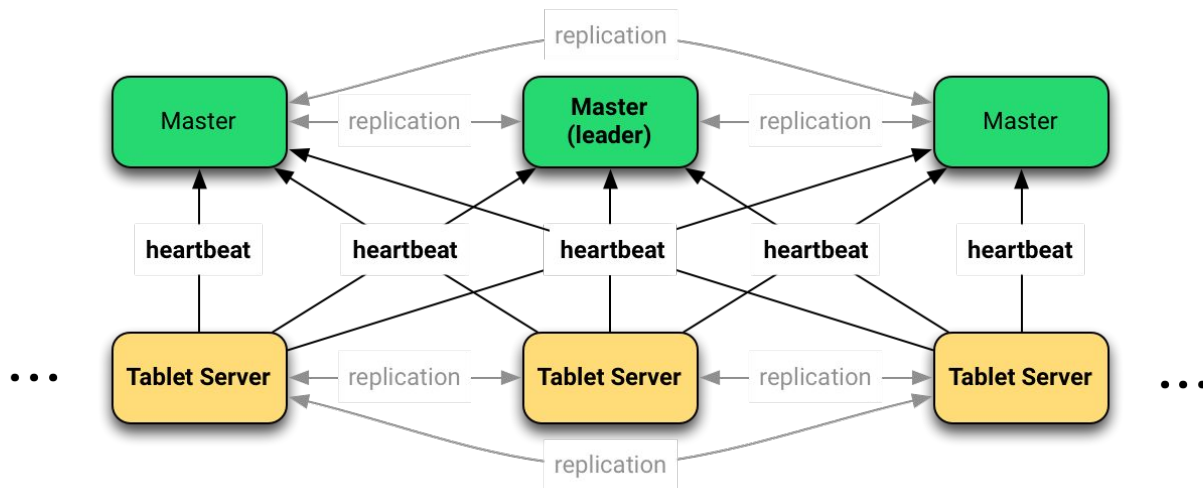 replication
Master
replication
Master
(leader)
replication
Master
heartbeat
heartbeat
heartbeat
heartbeat
heartbeat
...
Tablet Server
replication
Tablet Server
replication
Tablet Server
...
replication